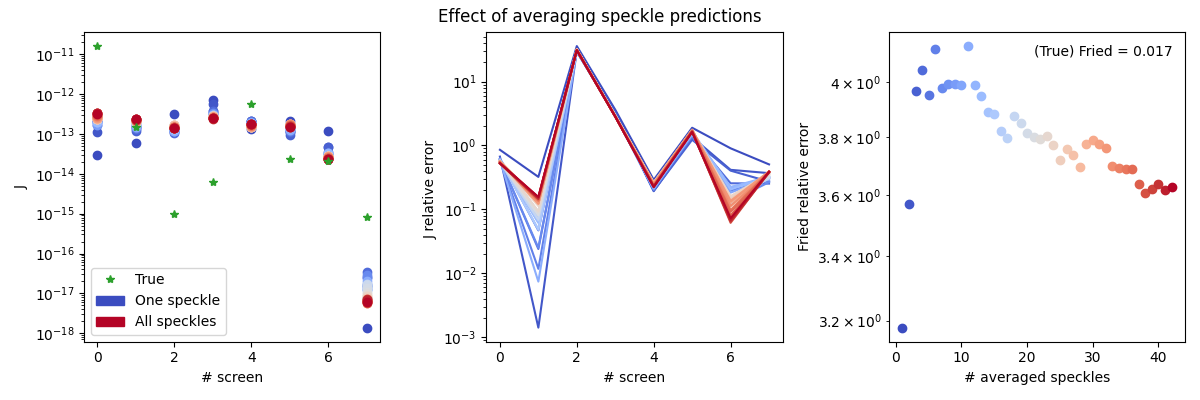 Effect of averaging speckle predictions
J
10⁻¹¹
10⁻¹²
10⁻¹³
10⁻¹⁴
10⁻¹⁵
10⁻¹⁶
10⁻¹⁷
10⁻¹⁸
True
One speckle
All speckles
0 2 4 6
# screen
J relative error
10¹
10⁰
10⁻¹
10⁻²
10⁻³
0 2 4 6
# screen
Fried relative error
(True) Fried = 0.017
4 × 10⁰
3.8 × 10⁰
3.6 × 10⁰
3.4 × 10⁰
3.2 × 10⁰
0 10 20 30 40
# averaged speckles